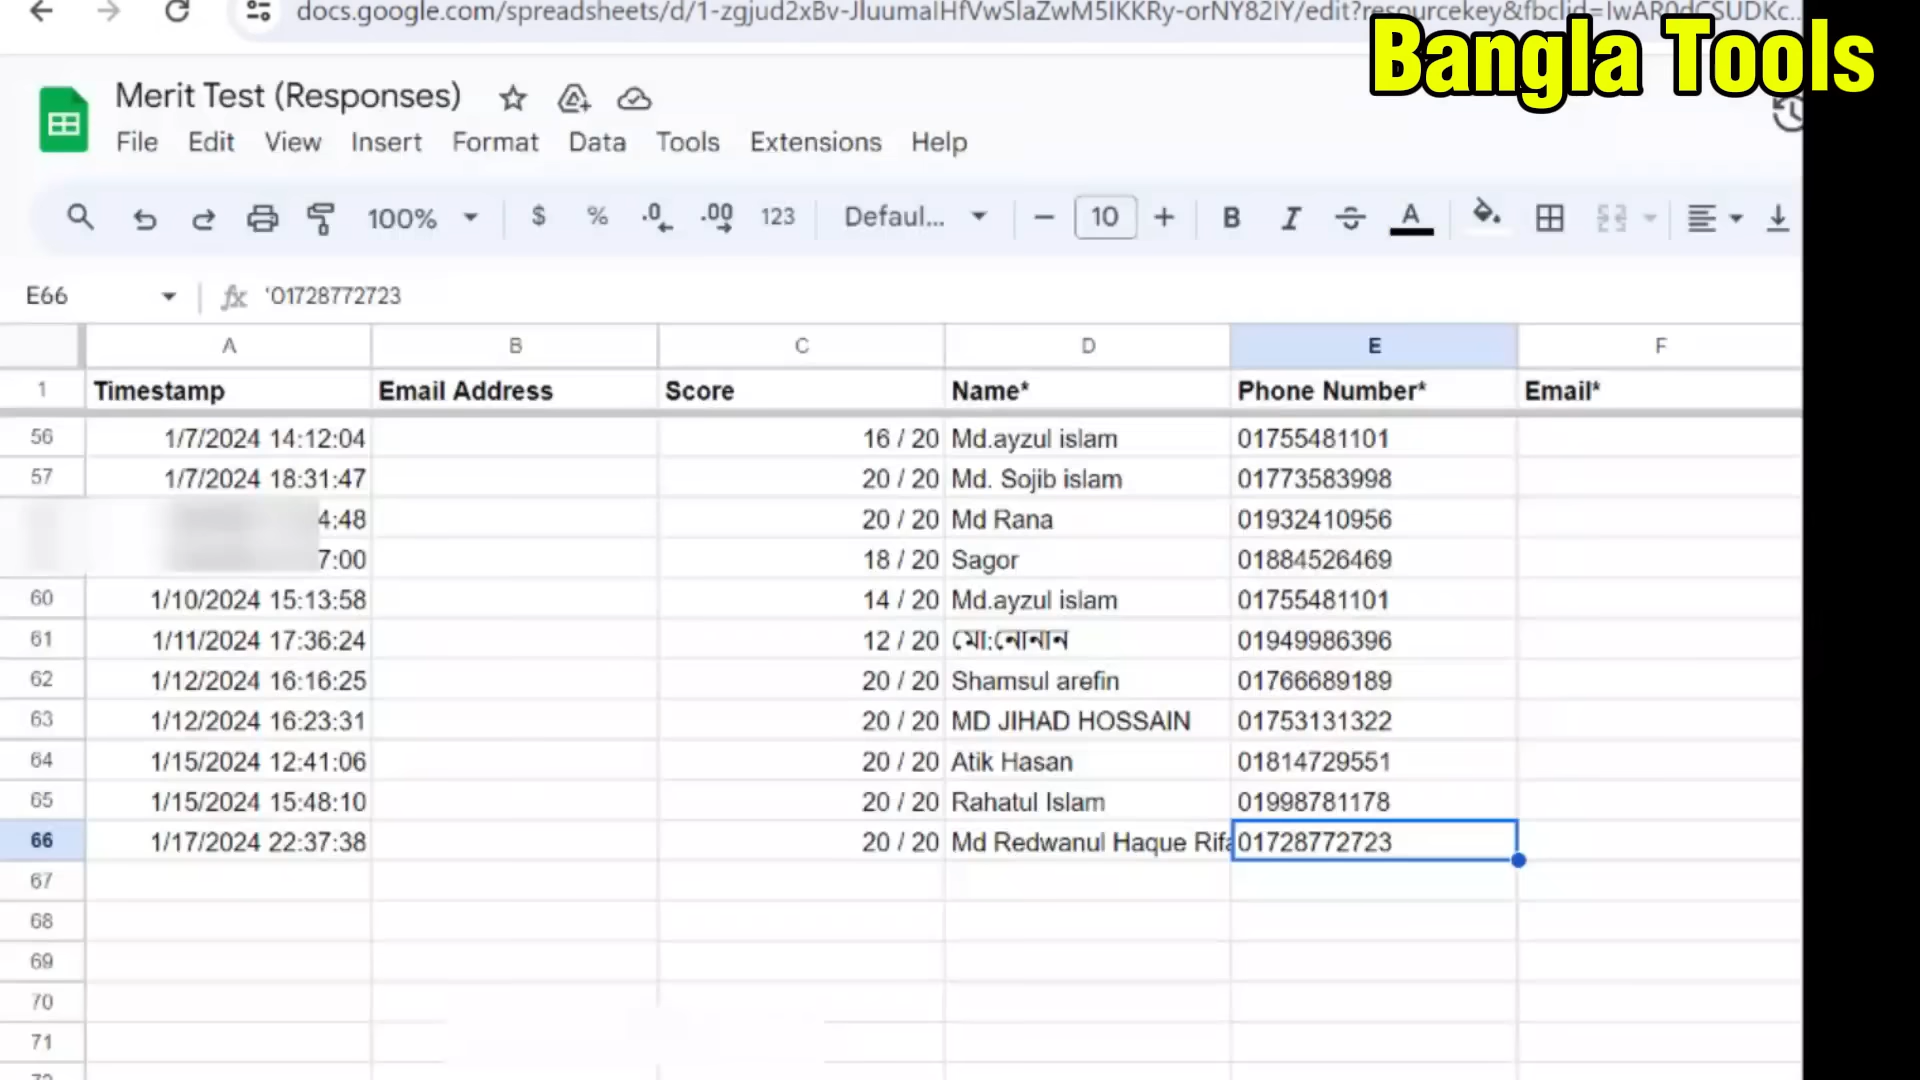 docs.google.com/spreadsheets/d/1-zgjud2xBv-JluumaIHfVwSlaZwM5IKKRy-orNY82IY/edit?resourcekey&fbclid=IwAR0dCSUDKc...
Bangla Tools
Merit Test (Responses)
File Edit View Insert Format Data Tools Extensions Help
100% $ % .0 .00 123 Defaul... 10 B I A
E66 fx '01728772723
A B C D E F
1 Timestamp Email Address Score Name* Phone Number* Email*
56 1/7/2024 14:12:04 16 / 20 Md.ayzul islam 01755481101
57 1/7/2024 18:31:47 20 / 20 Md. Sojib islam 01773583998
4:48 20 / 20 Md Rana 01932410956
7:00 18 / 20 Sagor 01884526469
60 1/10/2024 15:13:58 14 / 20 Md.ayzul islam 01755481101
61 1/11/2024 17:36:24 12 / 20 মো:নোনান 01949986396
62 1/12/2024 16:16:25 20 / 20 Shamsul arefin 01766689189
63 1/12/2024 16:23:31 20 / 20 MD JIHAD HOSSAIN 01753131322
64 1/15/2024 12:41:06 20 / 20 Atik Hasan 01814729551
65 1/15/2024 15:48:10 20 / 20 Rahatul Islam 01998781178
66 1/17/2024 22:37:38 20 / 20 Md Redwanul Haque Rifa 01728772723
67
68
69
70
71